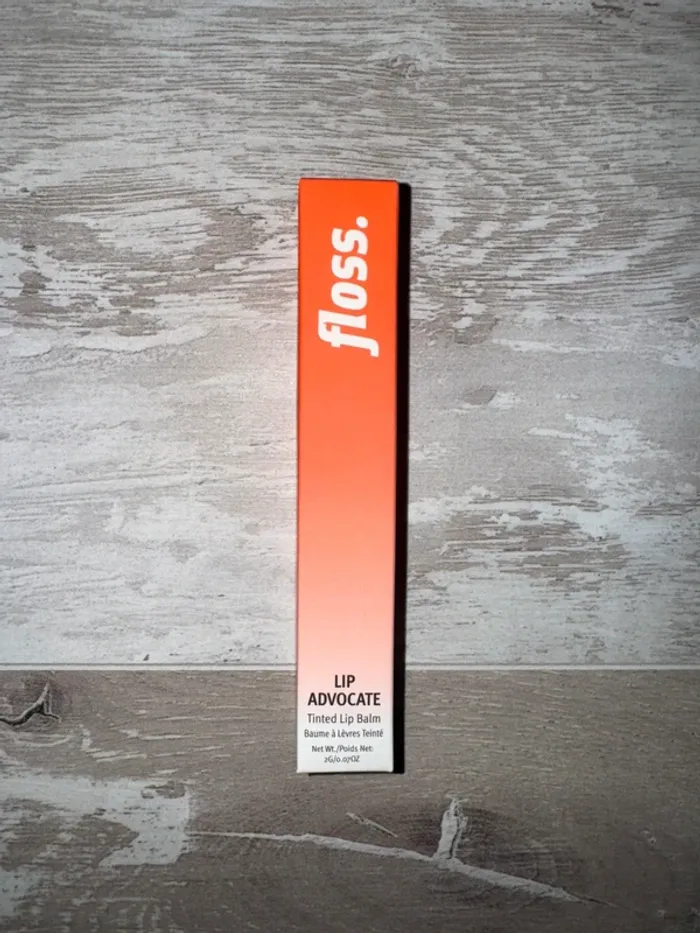 floss.
LIP
ADVOCATE
Tinted Lip Balm
Baume à Lèvres Teinté
Net Wt./Poids Net:
2G/0.07OZ